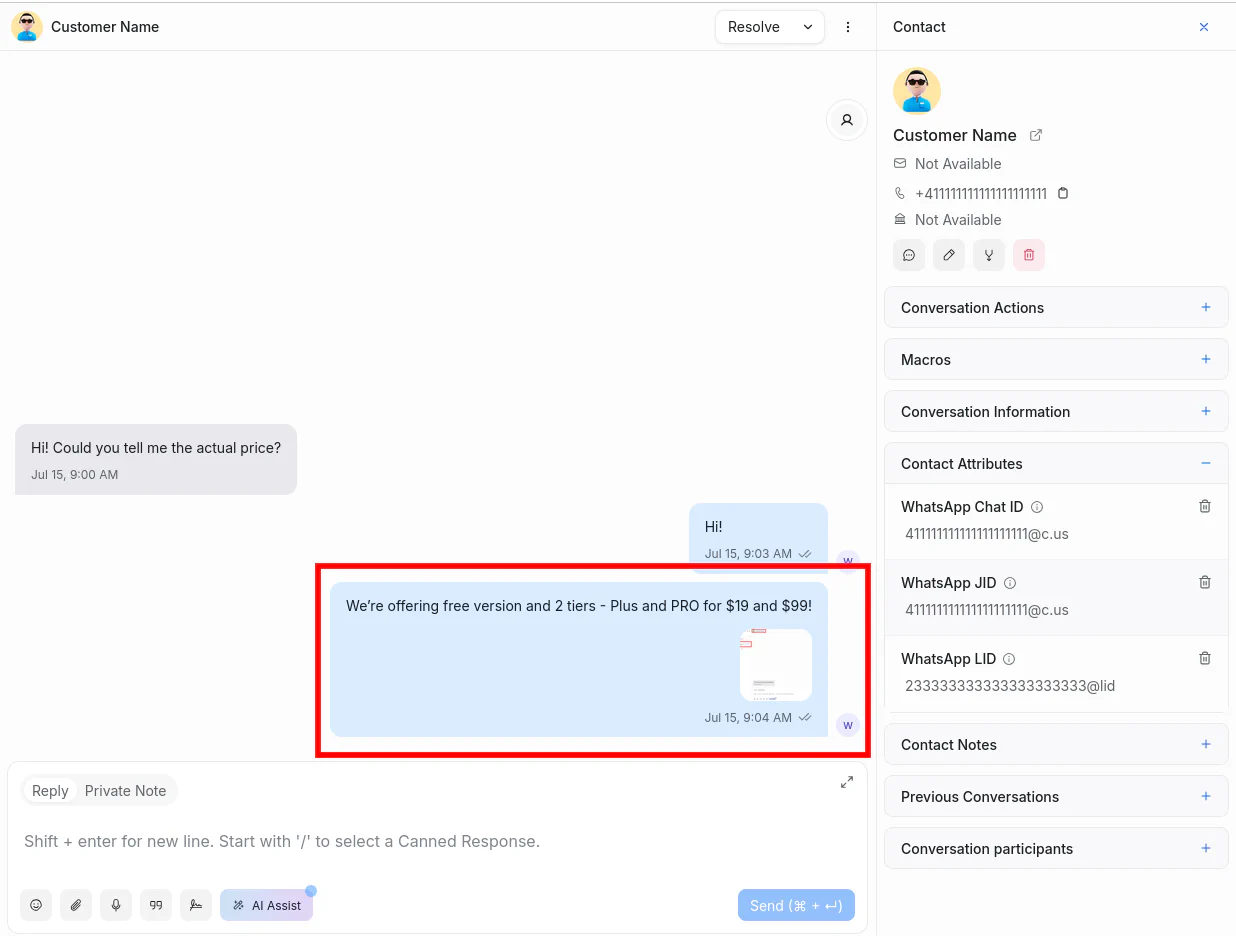 Customer Name
Resolve
Contact
Customer Name
Not Available
+411111111111111111111
Not Available
Conversation Actions
Macros
Conversation Information
Contact Attributes
WhatsApp Chat ID
411111111111111111111@c.us
WhatsApp JID
411111111111111111111@c.us
WhatsApp LID
233333333333333333333@lid
Contact Notes
Previous Conversations
Conversation participants
Hi! Could you tell me the actual price?
Jul 15, 9:00 AM
Hi!
Jul 15, 9:03 AM
W
We’re offering free version and 2 tiers - Plus and PRO for $19 and $99!
Jul 15, 9:04 AM
W
Reply Private Note
Shift + enter for new line. Start with '/' to select a Canned Response.
AI Assist
Send (⌘ + ↵)